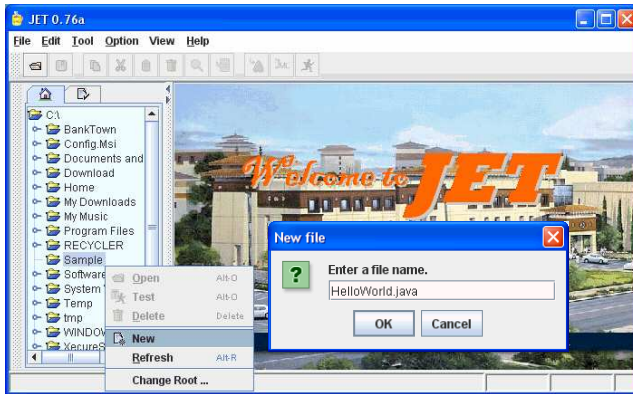 JET 0.76a
File Edit Tool Option View Help
C:\
BankTown
Config.Msi
Documents and
Download
Home
My Downloads
My Music
Program Files
RECYCLER
Sample
Software
System
Temp
tmp
WINDOW
XecureS
Open Alt-O
Test Alt-O
Delete Delete
New
Refresh Alt-R
Change Root ...
Welcome to JET
New file
Enter a file name.
HelloWorld.java
OK Cancel